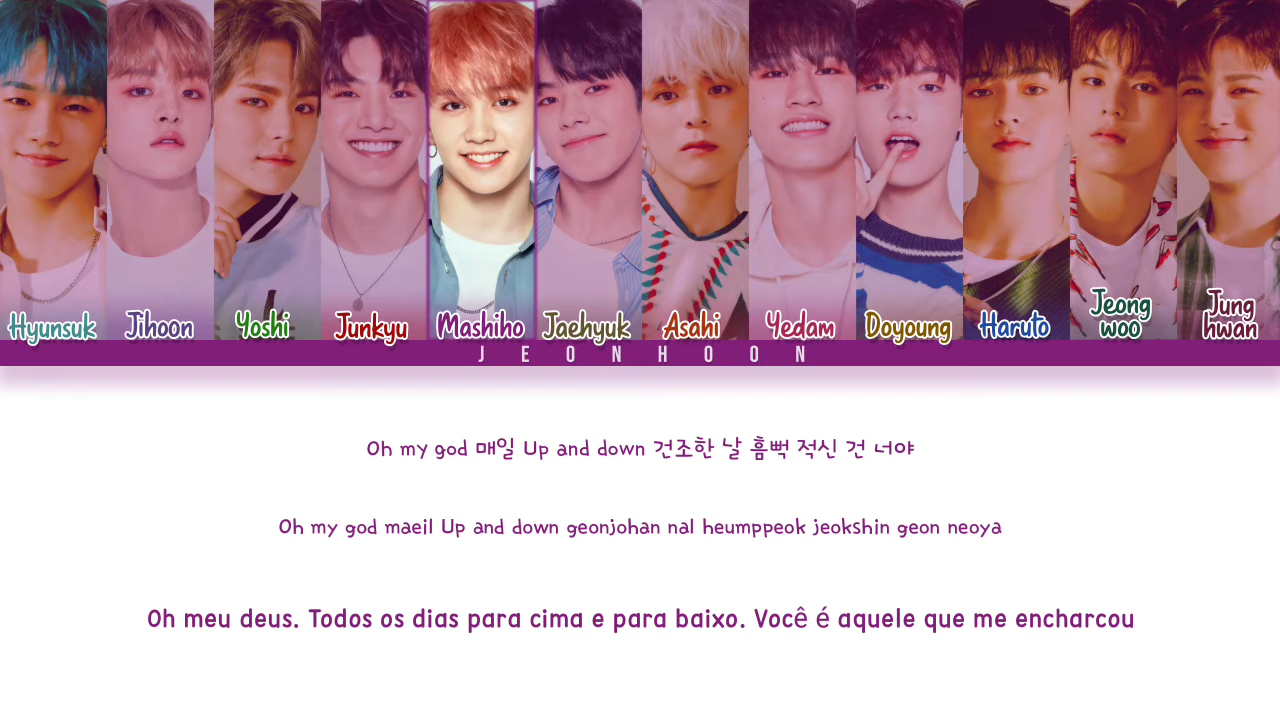 Hyunsuk Jihoon Yoshi Junkyu Mashiho Jaehyuk Asahi Yedam Doyoung Haruto Jeong woo Jung hwan
JEONHOON
Oh my god 매일 Up and down 건조한 날 흠뻑 적신 건 너야
Oh my god maeil Up and down geonjohan nal heumppeok jeokshin geon neoya
Oh meu deus. Todos os dias para cima e para baixo. Você é aquele que me encharcou